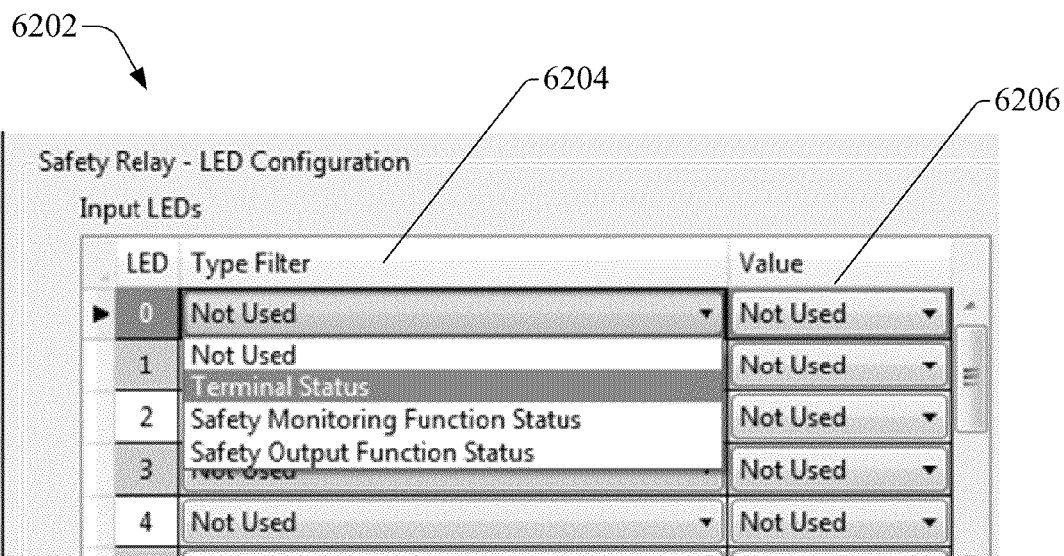 6202
6204
6206
Safety Relay - LED Configuration
Input LEDs
LED Type Filter Value
0 Not Used Not Used
1 Not Used Not Used
Terminal Status
2 Safety Monitoring Function Status Not Used
Safety Output Function Status
3 Not Used Not Used
4 Not Used Not Used